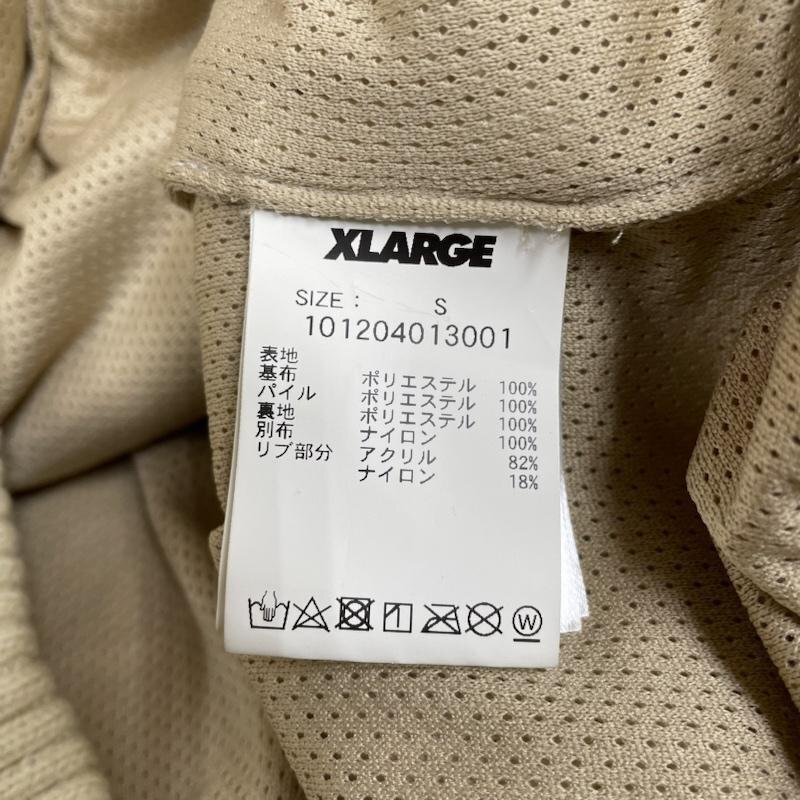 XLARGE
SIZE : S
101204013001
表地
基布 ポリエステル 100%
パイル ポリエステル 100%
裏地 ポリエステル 100%
別布 ナイロン 100%
リブ部分 アクリル 82%
ナイロン 18%
W